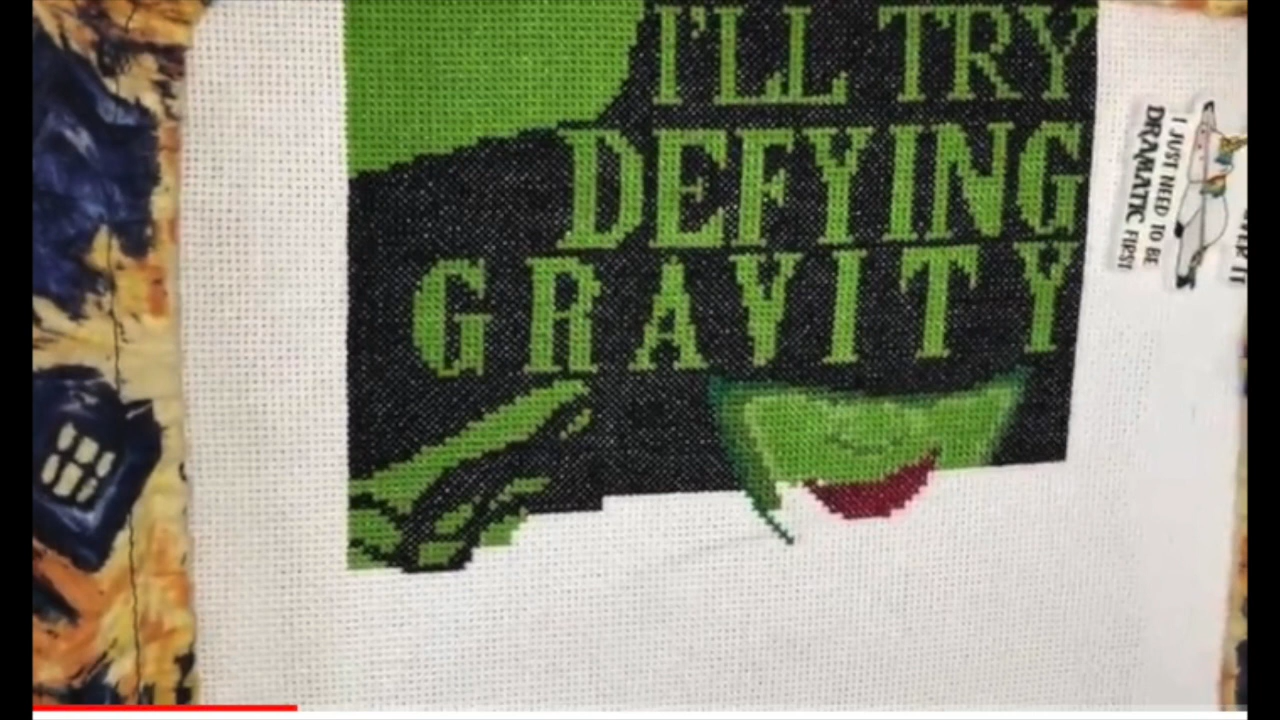 I'LL TRY
DEFYING
GRAVITY
I JUST NEED TO BE
DRAMATIC FIRST